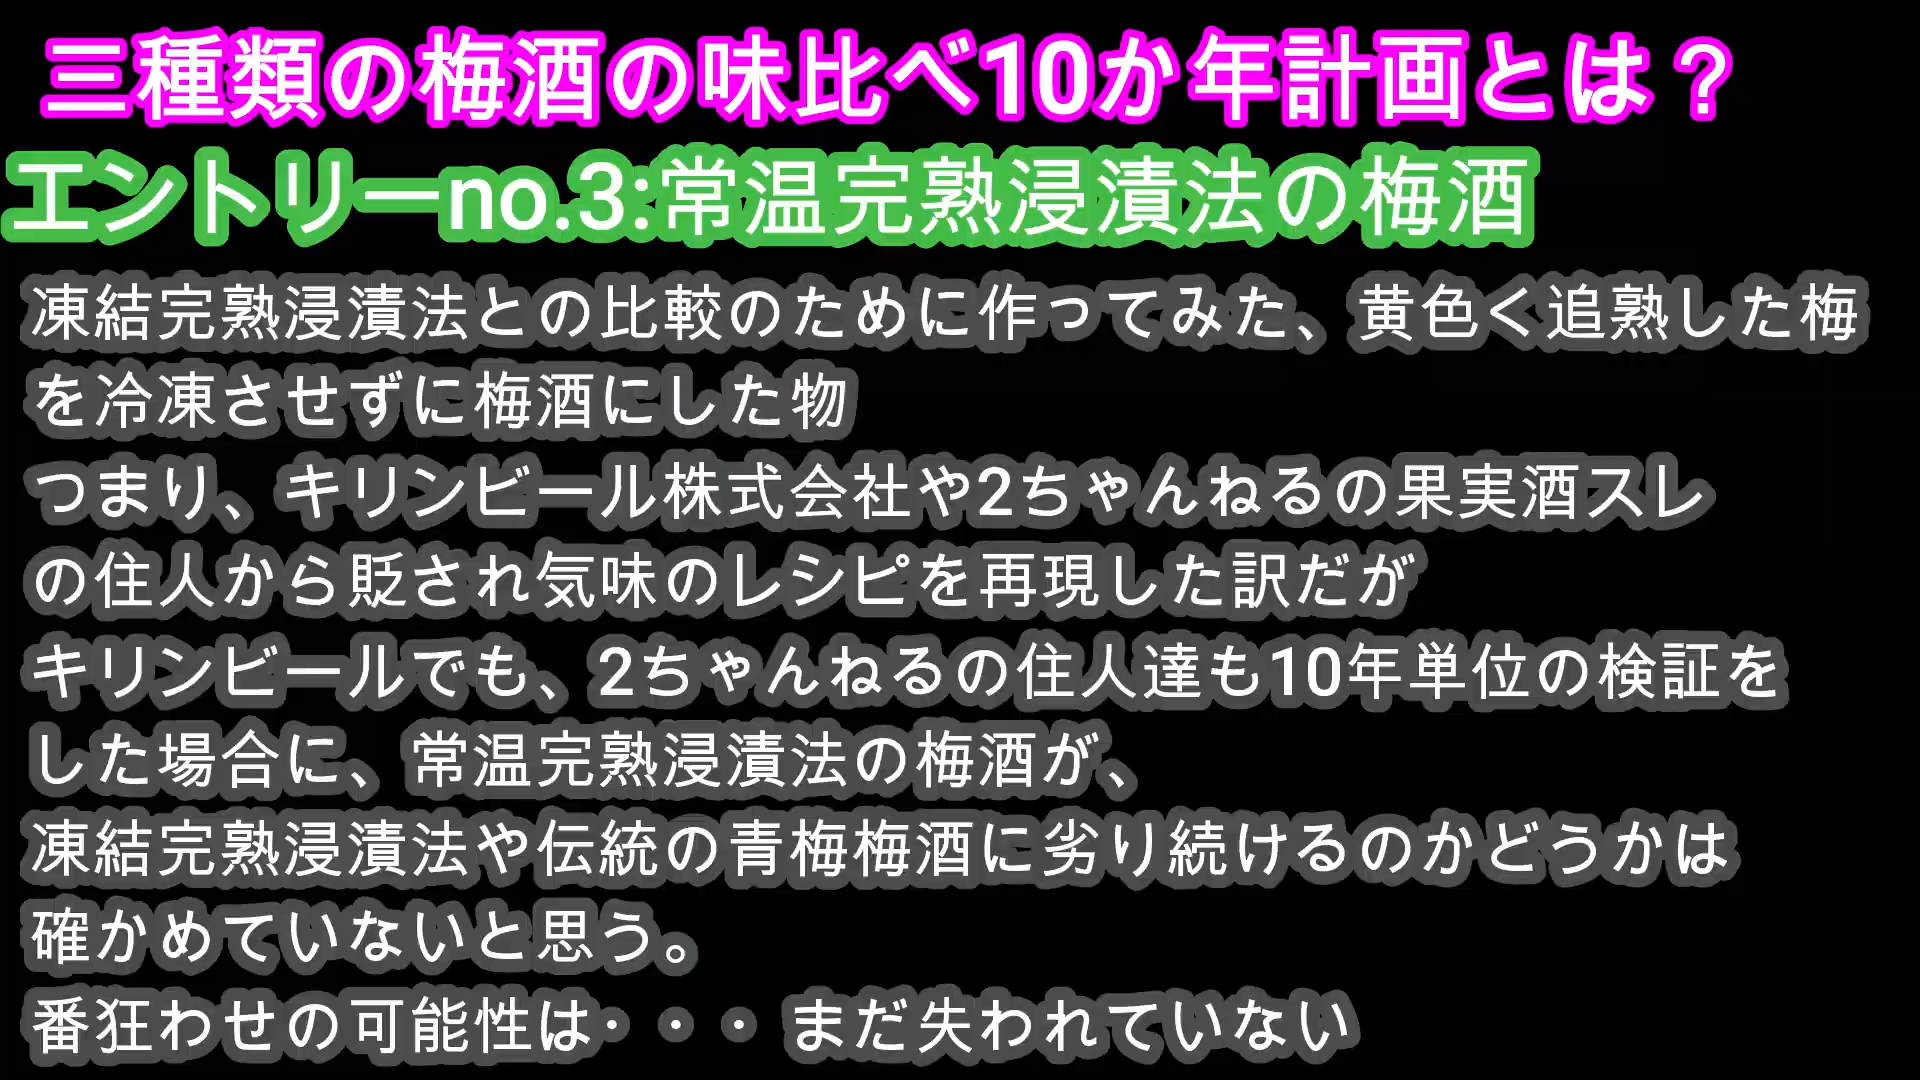 三種類の梅酒の味比べ10か年計画とは？
エントリーno.3:常温完熟浸漬法の梅酒
凍結完熟浸漬法との比較のために作ってみた、黄色く追熟した梅
を冷凍させずに梅酒にした物
つまり、キリンビール株式会社や2ちゃんねるの果実酒スレ
の住人から貶され気味のレシピを再現した訳だが
キリンビールでも、2ちゃんねるの住人達も10年単位の検証を
した場合に、常温完熟浸漬法の梅酒が、
凍結完熟浸漬法や伝統の青梅梅酒に劣り続けるのかどうかは
確かめていないと思う。
番狂わせの可能性は・・・ まだ失われていない